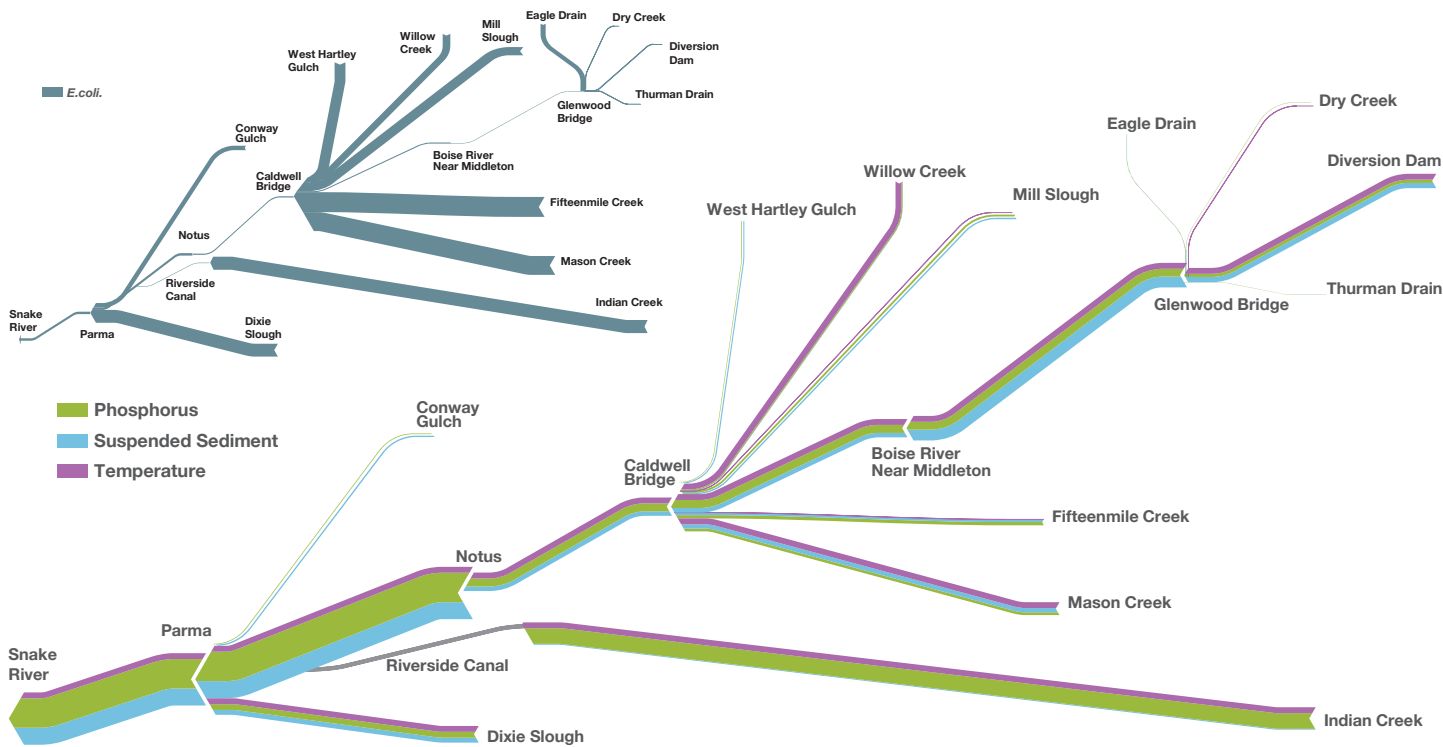 Eagle Drain
Dry Creek
Mill
Slough
Willow
Creek
Diversion
Dam
West Hartley
Gulch
E.coli.
Thurman Drain
Glenwood
Bridge
Conway
Gulch
Boise River
Near Middleton
Caldwell
Bridge
Fifteenmile Creek
Notus
Mason Creek
Riverside
Canal
Indian Creek
Snake
River
Parma
Dixie
Slough
Dry Creek
Eagle Drain
Diversion Dam
Willow Creek
Mill Slough
West Hartley Gulch
Thurman Drain
Glenwood Bridge
Phosphorus
Suspended Sediment
Temperature
Conway
Gulch
Boise River
Near Middleton
Caldwell
Bridge
Fifteenmile Creek
Notus
Mason Creek
Parma
Snake
River
Riverside Canal
Indian Creek
Dixie Slough